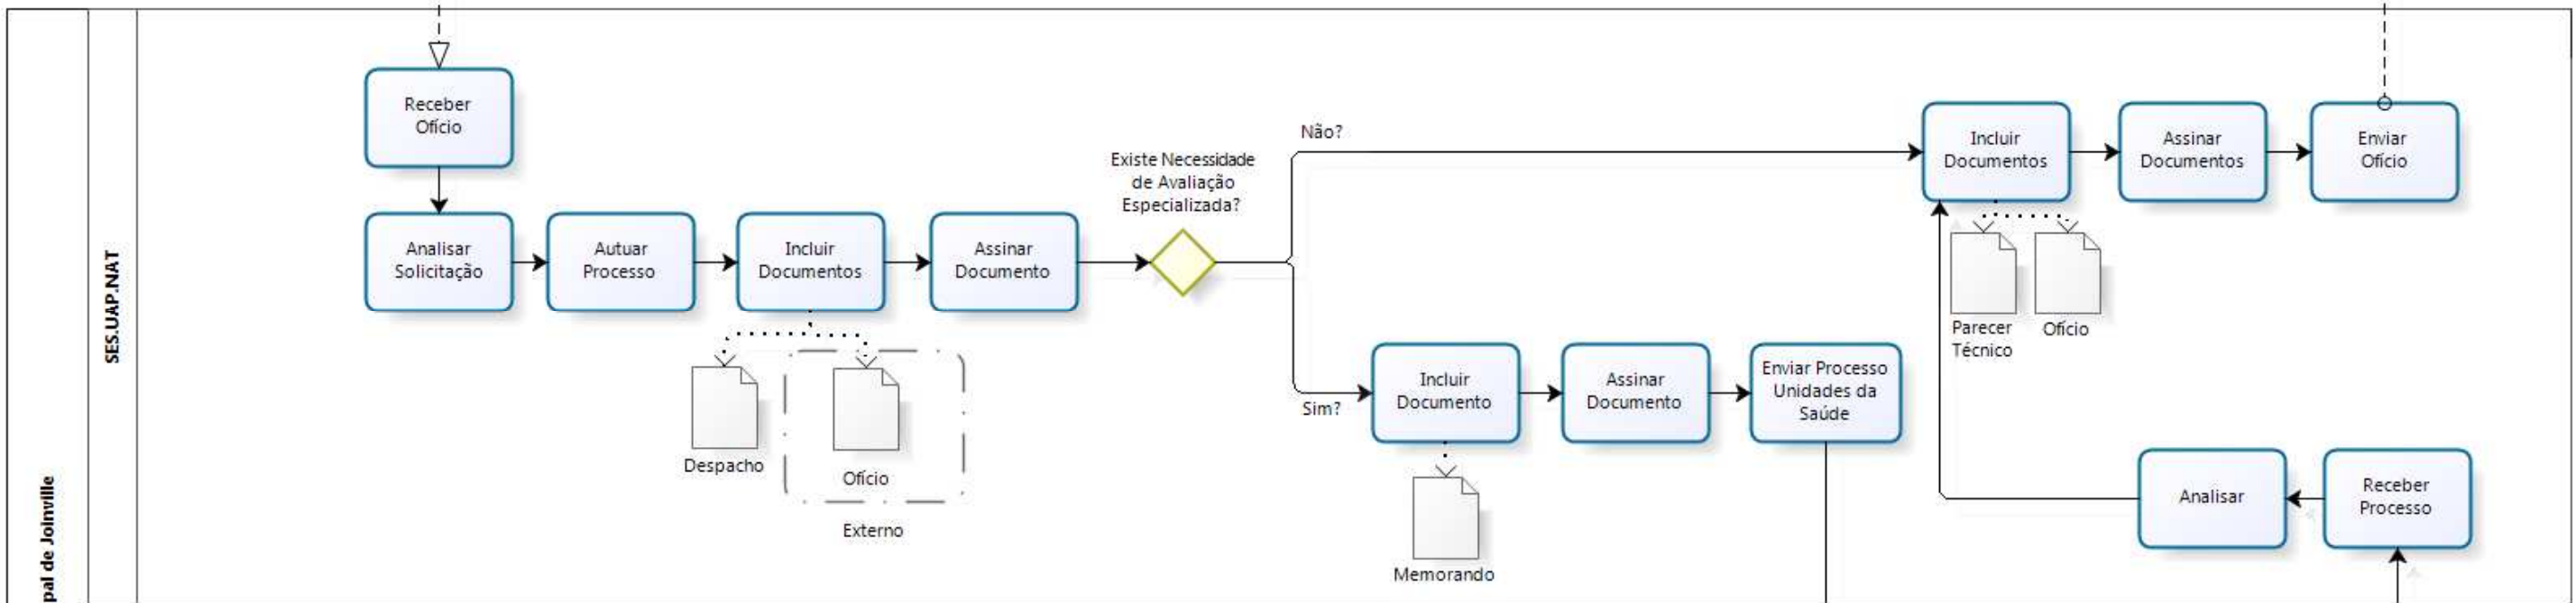 pal de Joinville
SES.UAP.NAT
Receber
Ofício
Analisar
Solicitação
Autuar
Processo
Incluir
Documentos
Despacho
Ofício
Externo
Assinar
Documento
Existe Necessidade
de Avaliação
Especializada?
Não?
Sim?
Incluir
Documento
Memorando
Assinar
Documento
Enviar Processo
Unidades da
Saúde
Incluir
Documentos
Parecer
Técnico
Ofício
Assinar
Documentos
Enviar
Ofício
Analisar
Receber
Processo